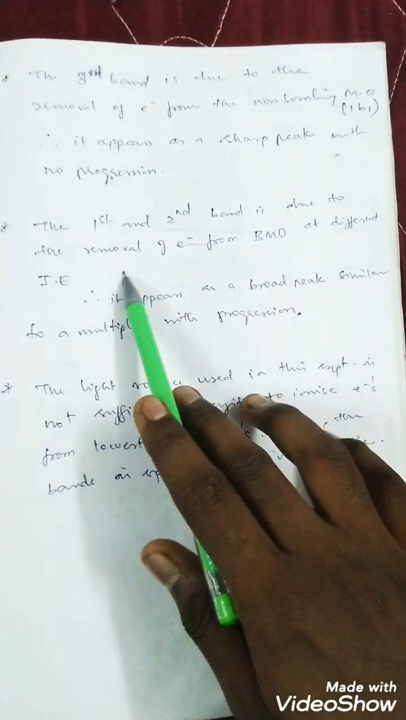 * The 3rd band is due to the
removal of e⁻ from the nonbonding M.O
(1b₁)
∴ it appears as a sharp peak with
no progression.
* The 1st and 2nd band is due to
the removal of e⁻ from BMO at different
I.E
∴ it appears as a broad peak similar
to a multiplet with progression.
* The light used in this expt. is
not to ionise e⁻'s
from lowest the
bands in
Made with
VideoShow